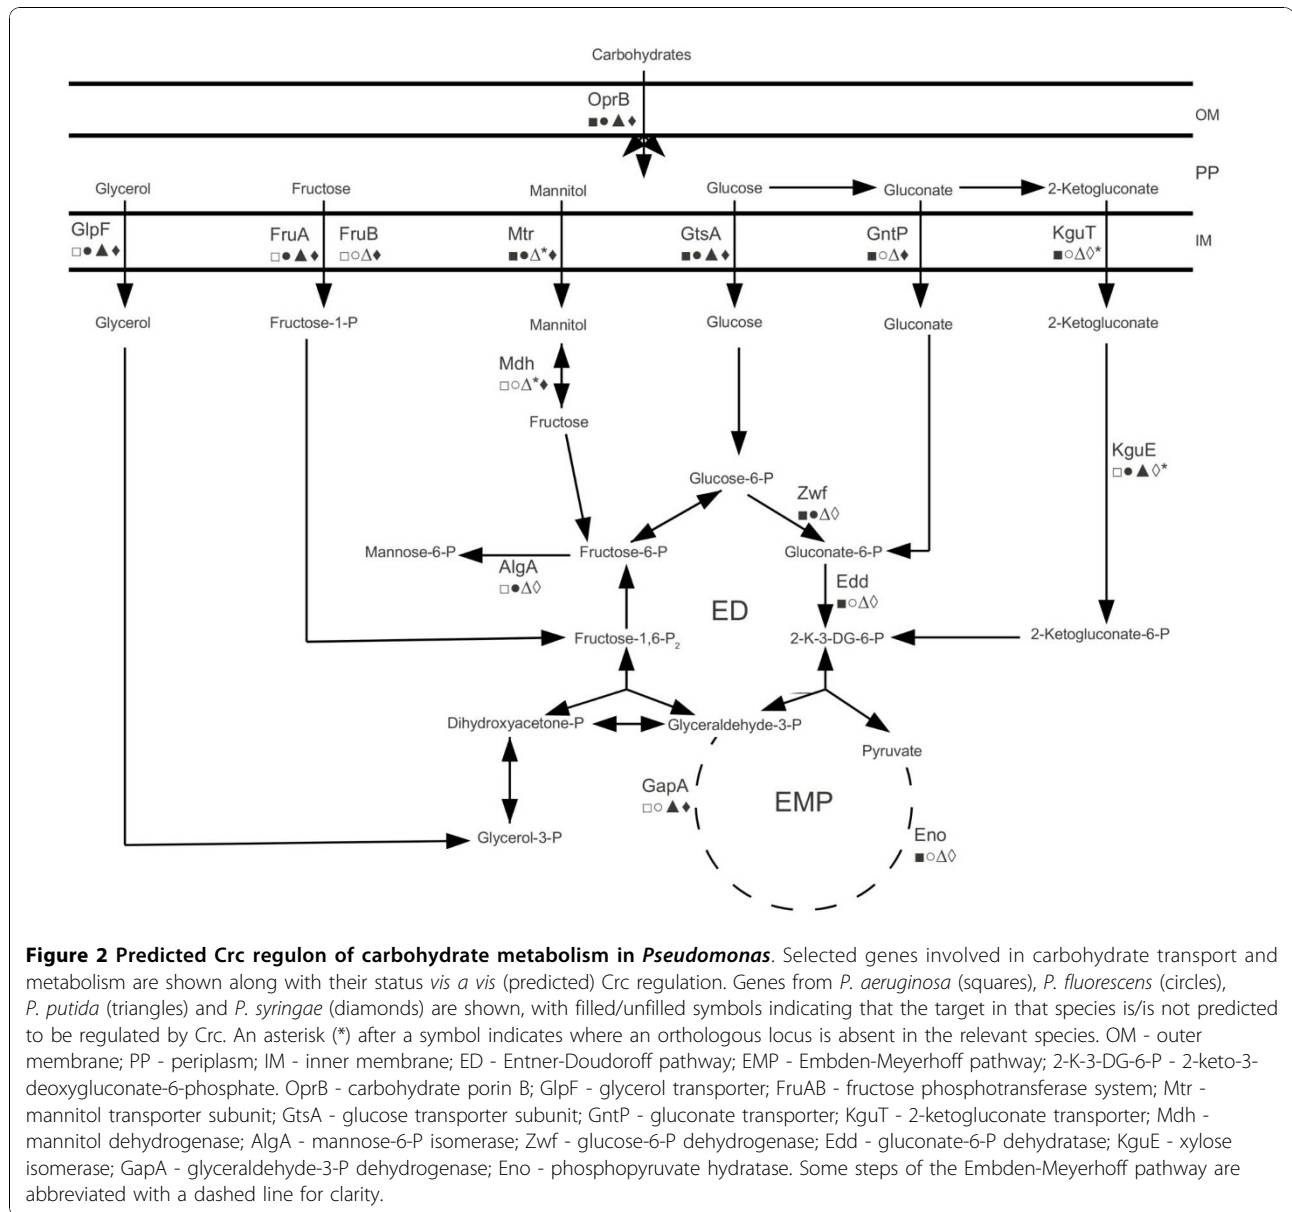 Carbohydrates
OprB
■●▲♦
OM
PP
Glycerol
Fructose
Mannitol
Glucose
Gluconate
2-Ketogluconate
GlpF
□●▲♦
FruA
□●▲♦
FruB
□○Δ♦
Mtr
■●Δ*♦
GtsA
■●▲♦
GntP
■○Δ♦
KguT
■○Δ◊*
IM
Glycerol
Fructose-1-P
Mannitol
Glucose
Gluconate
2-Ketogluconate
Mdh
□○Δ*♦
Fructose
KguE
□●▲◊*
Glucose-6-P
Zwf
■●Δ◊
Mannose-6-P
Fructose-6-P
Gluconate-6-P
AlgA
□●Δ◊
Edd
■○Δ◊
ED
Fructose-1,6-P2
2-K-3-DG-6-P
2-Ketogluconate-6-P
Dihydroxyacetone-P
Glyceraldehyde-3-P
Pyruvate
GapA
□○▲♦
EMP
Glycerol-3-P
Eno
■○Δ◊
Figure 2 Predicted Crc regulon of carbohydrate metabolism in Pseudomonas. Selected genes involved in carbohydrate transport and
metabolism are shown along with their status vis a vis (predicted) Crc regulation. Genes from P. aeruginosa (squares), P. fluorescens (circles),
P. putida (triangles) and P. syringae (diamonds) are shown, with filled/unfilled symbols indicating that the target in that species is/is not predicted
to be regulated by Crc. An asterisk (*) after a symbol indicates where an orthologous locus is absent in the relevant species. OM - outer
membrane; PP - periplasm; IM - inner membrane; ED - Entner-Doudoroff pathway; EMP - Embden-Meyerhoff pathway; 2-K-3-DG-6-P - 2-keto-3-
deoxygluconate-6-phosphate. OprB - carbohydrate porin B; GlpF - glycerol transporter; FruAB - fructose phosphotransferase system; Mtr -
mannitol transporter subunit; GtsA - glucose transporter subunit; GntP - gluconate transporter; KguT - 2-ketogluconate transporter; Mdh -
mannitol dehydrogenase; AlgA - mannose-6-P isomerase; Zwf - glucose-6-P dehydrogenase; Edd - gluconate-6-P dehydratase; KguE - xylose
isomerase; GapA - glyceraldehyde-3-P dehydrogenase; Eno - phosphopyruvate hydratase. Some steps of the Embden-Meyerhoff pathway are
abbreviated with a dashed line for clarity.